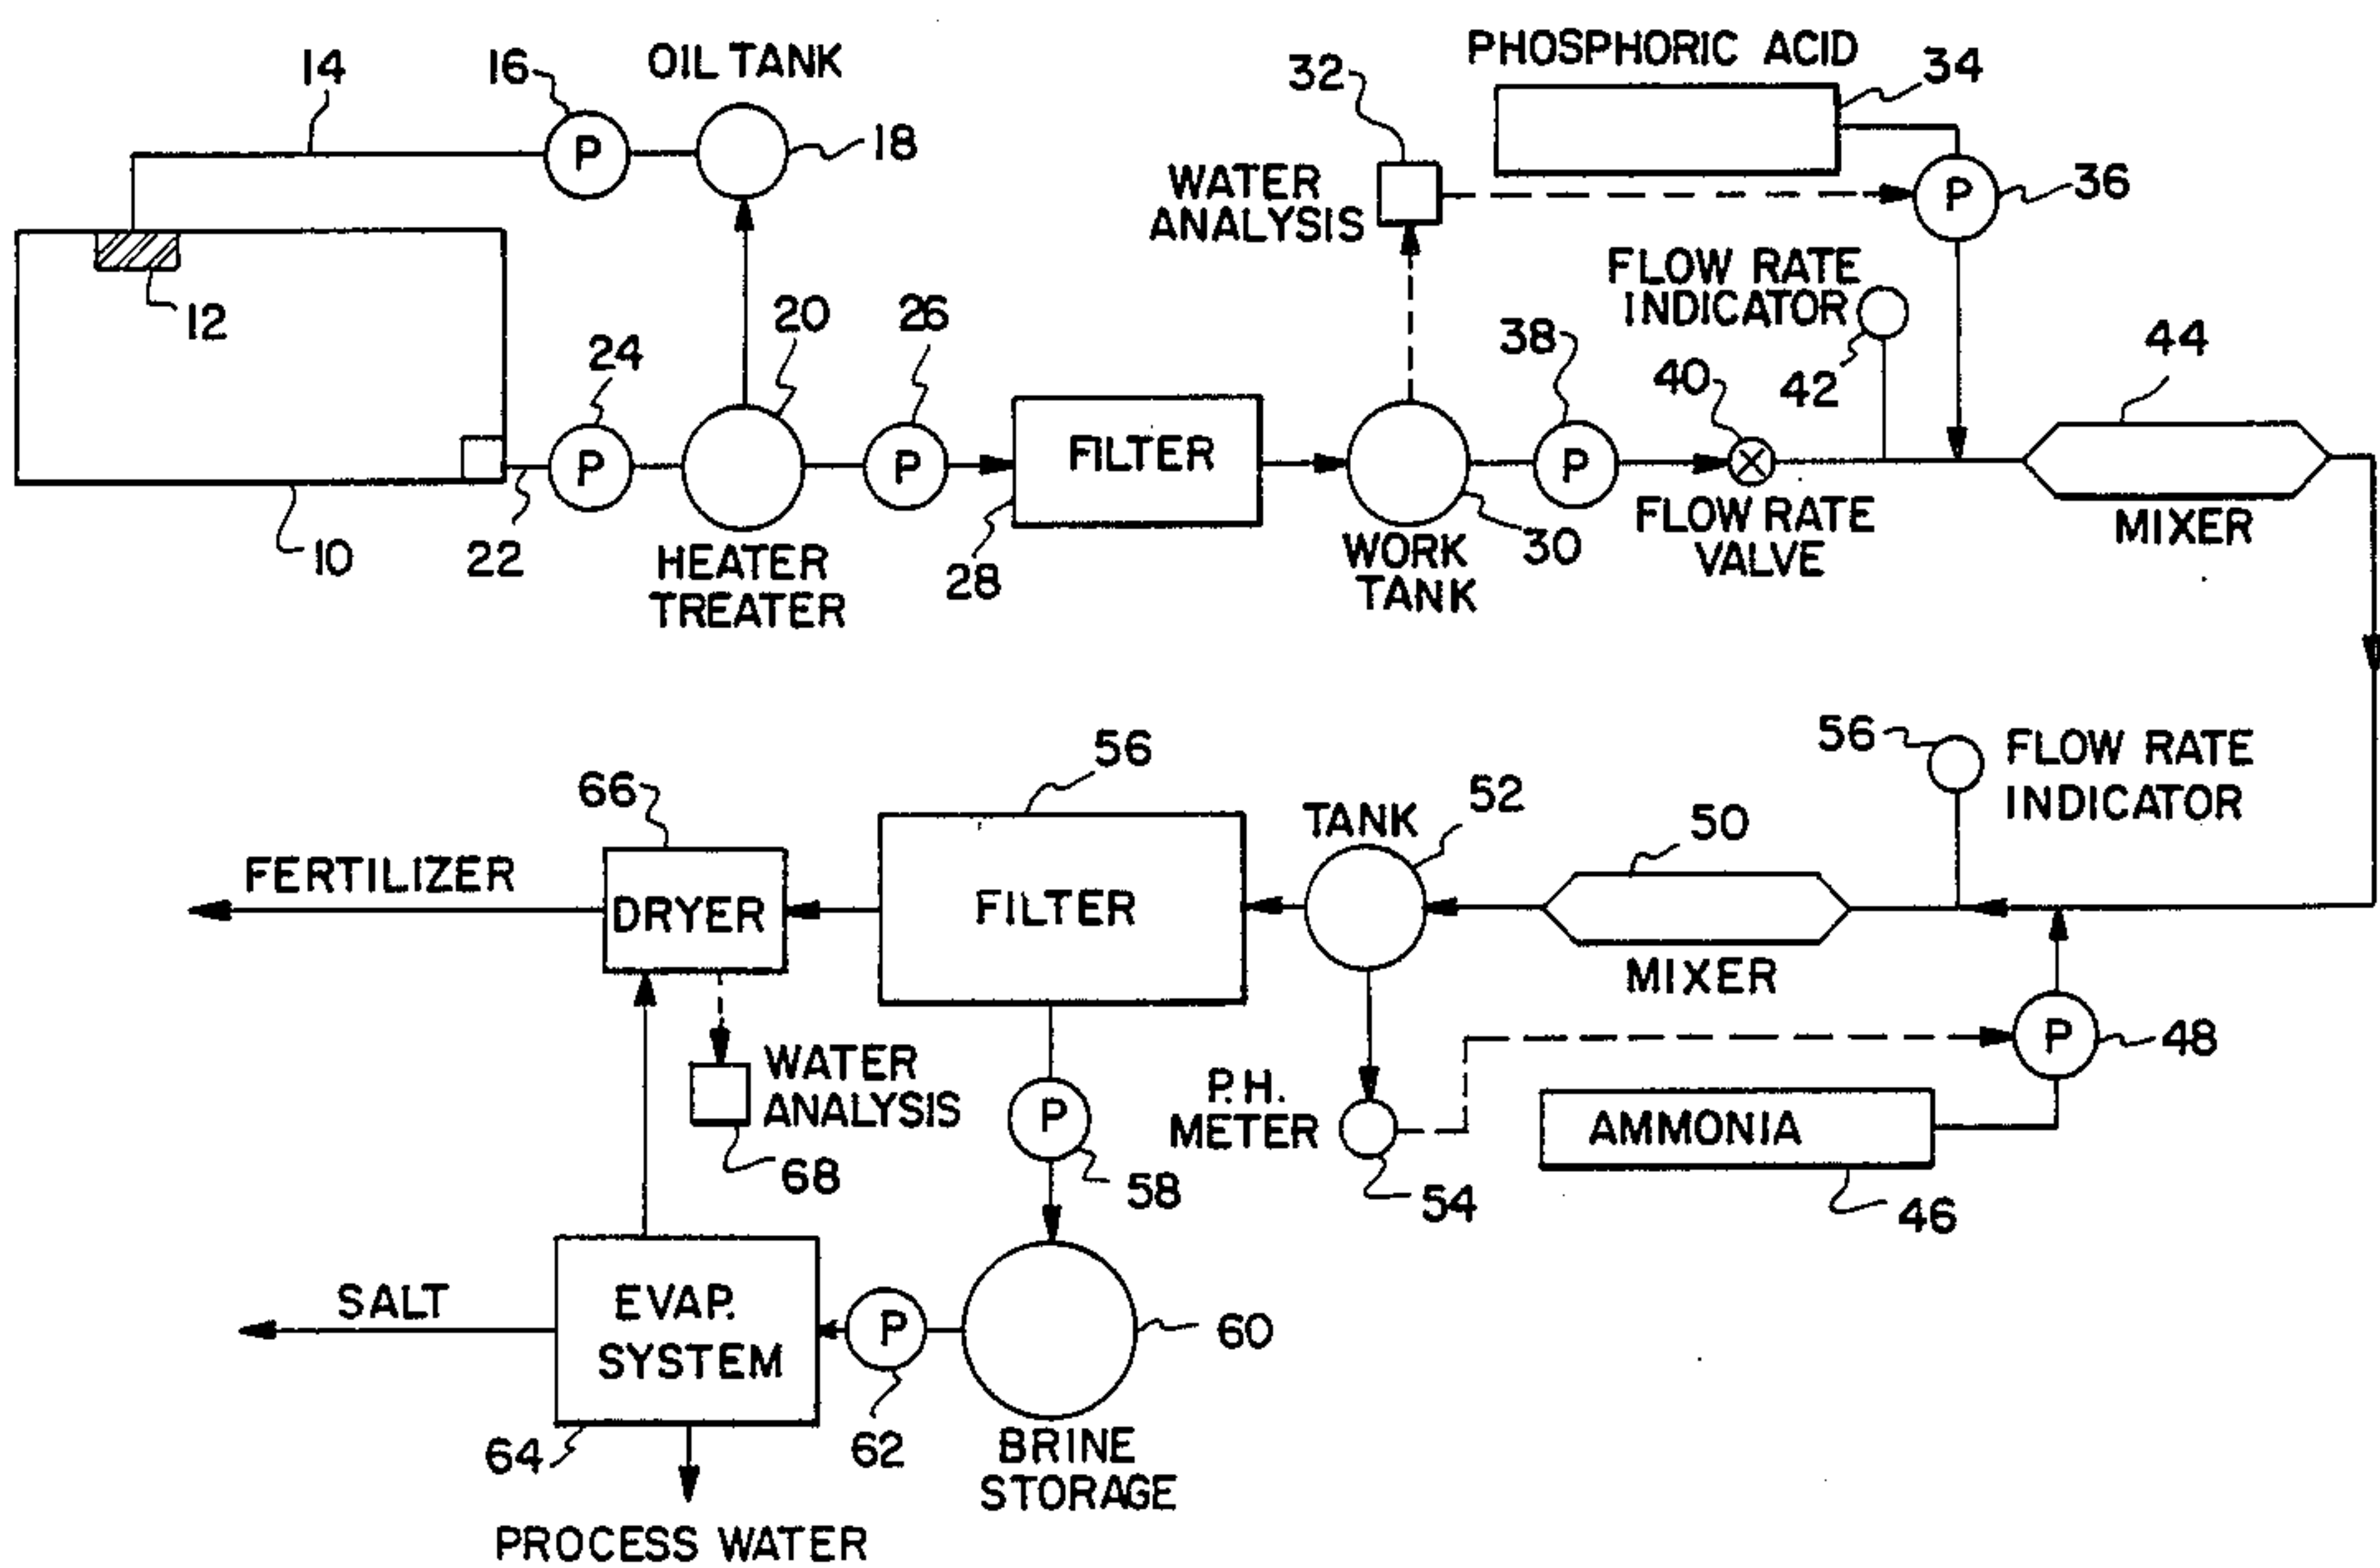 14
16
OIL TANK
18
P
12
10
24
P
22
20
HEATER
TREATER
26
P
FILTER
28
32
WATER
ANALYSIS
PHOSPHORIC ACID
34
P
36
FLOW RATE
INDICATOR
42
38
P
40
FLOW RATE
VALVE
WORK
TANK
30
44
MIXER
56
FLOW RATE
INDICATOR
50
MIXER
P
48
AMMONIA
46
TANK
52
P.H.
METER
54
56
FILTER
P
58
66
DRYER
FERTILIZER
WATER
ANALYSIS
68
SALT
EVAP.
SYSTEM
64
P
62
60
BRINE
STORAGE
PROCESS WATER